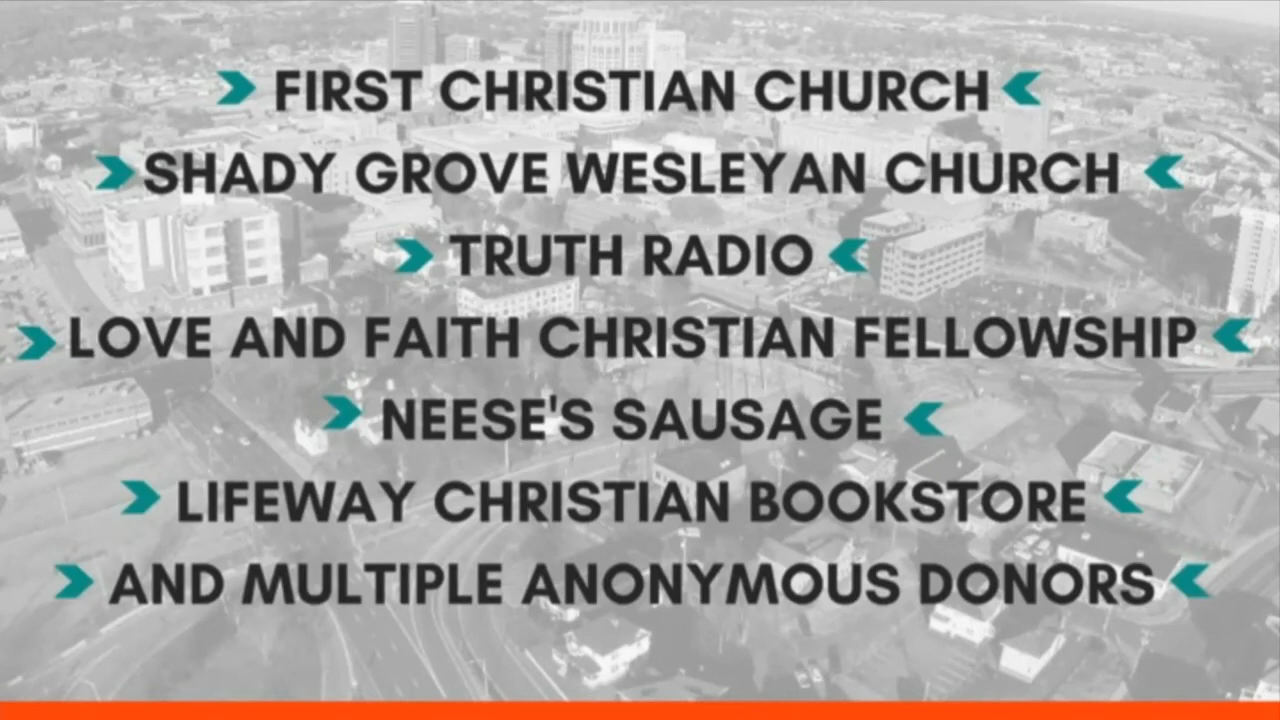 FIRST CHRISTIAN CHURCH
SHADY GROVE WESLEYAN CHURCH
TRUTH RADIO
LOVE AND FAITH CHRISTIAN FELLOWSHIP
NEESE'S SAUSAGE
LIFEWAY CHRISTIAN BOOKSTORE
AND MULTIPLE ANONYMOUS DONORS